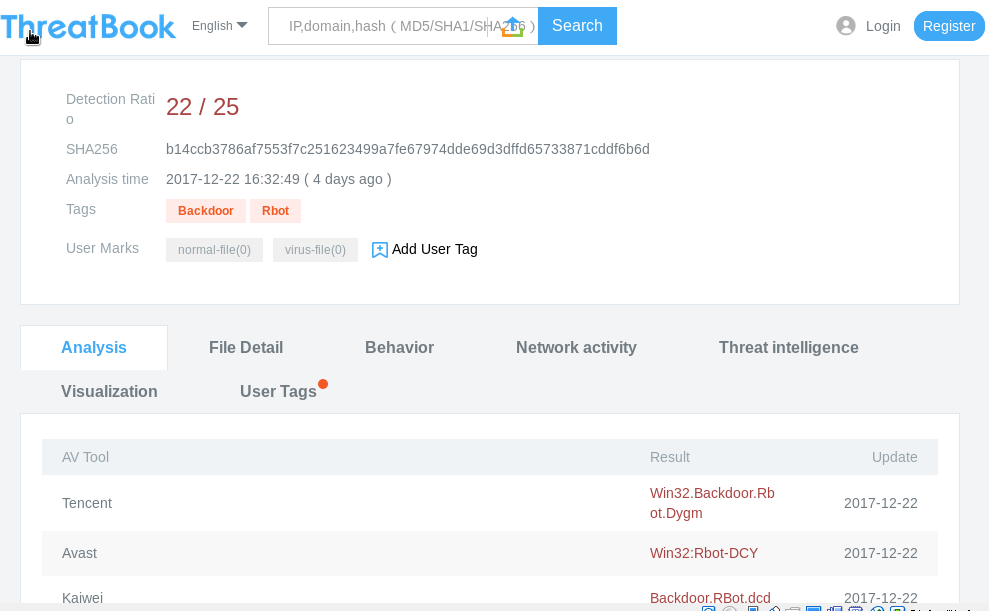 ThreatBook English IP,domain,hash ( MD5/SHA1/SHA256 ) Search Login Register
Detection Rati
o
22 / 25
SHA256 b14ccb3786af7553f7c251623499a7fe67974dde69d3dffd65733871cddf6b6d
Analysis time 2017-12-22 16:32:49 ( 4 days ago )
Tags Backdoor Rbot
User Marks normal-file(0) virus-file(0) Add User Tag
Analysis File Detail Behavior Network activity Threat intelligence
Visualization User Tags
AV Tool Result Update
Tencent Win32.Backdoor.Rb
ot.Dygm 2017-12-22
Avast Win32:Rbot-DCY 2017-12-22
Kaiwei Backdoor.RBot.dcd 2017-12-22